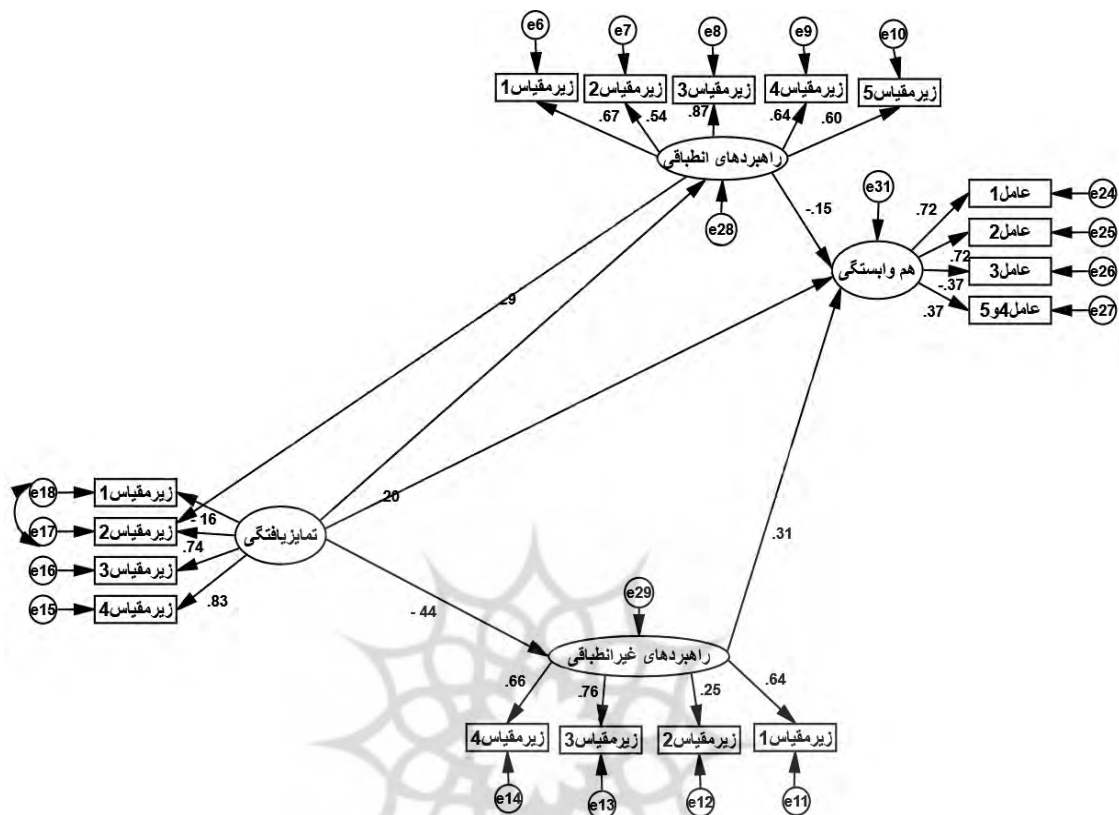 e6
e7
e8
e9
e10
زیرمقیاس1
زیرمقیاس2
زیرمقیاس3
زیرمقیاس4
زیرمقیاس5
.67
.54
.87
.64
.60
راهبردهای انطباقی
e28
-.15
e31
هم وابستگی
.72
.72
-.37
.37
عامل1
عامل2
عامل3
عامل4و5
e24
e25
e26
e27
.29
.20
.31
e18
e17
e16
e15
زیرمقیاس1
زیرمقیاس2
زیرمقیاس3
زیرمقیاس4
- 16
.74
.83
تمایزیافتگی
- 44
e29
راهبردهای غیرانطباقی
.66
.76
.25
.64
زیرمقیاس4
زیرمقیاس3
زیرمقیاس2
زیرمقیاس1
e14
e13
e12
e11